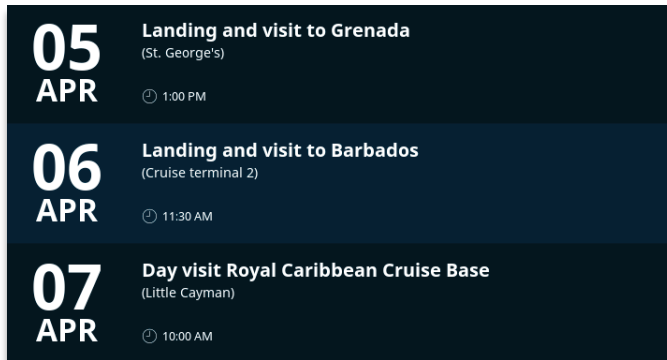 05
APR
Landing and visit to Grenada
(St. George's)
1:00 PM
06
APR
Landing and visit to Barbados
(Cruise terminal 2)
11:30 AM
07
APR
Day visit Royal Caribbean Cruise Base
(Little Cayman)
10:00 AM